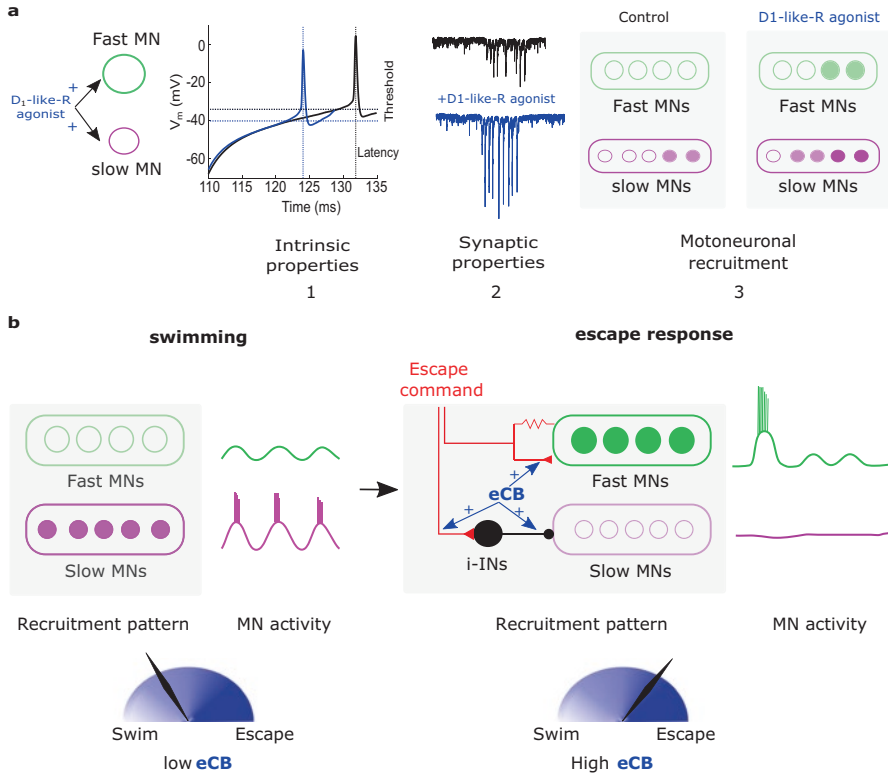 a
Fast MN
+
D1-like-R
agonist
+
slow MN
0
-20
-40
-60
Vm (mV)
110
115
120
125
130
135
Time (ms)
Threshold
Latency
Intrinsic
properties
1
+D1-like-R agonist
Synaptic
properties
2
Control
D1-like-R agonist
Fast MNs
Fast MNs
slow MNs
slow MNs
Motoneuronal
recruitment
3
b
swimming
escape response
Fast MNs
Slow MNs
Recruitment pattern
MN activity
Swim
Escape
low eCB
Escape
command
Fast MNs
+
eCB
+
+
i-INs
Slow MNs
Recruitment pattern
MN activity
Swim
Escape
High eCB